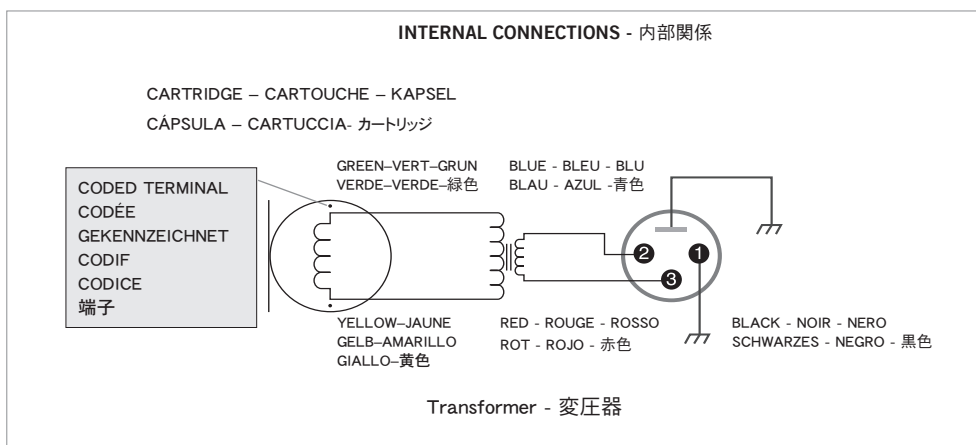 INTERNAL CONNECTIONS - 内部関係
CARTRIDGE – CARTOUCHE – KAPSEL
CÁPSULA – CARTUCCIA- カートリッジ
CODED TERMINAL
CODÉE
GEKENNZEICHNET
CODIF
CODICE
端子
GREEN–VERT–GRUN
VERDE–VERDE–緑色
BLUE - BLEU - BLU
BLAU - AZUL -青色
2
1
3
YELLOW–JAUNE
GELB–AMARILLO
GIALLO–黄色
RED - ROUGE - ROSSO
ROT - ROJO - 赤色
BLACK - NOIR - NERO
SCHWARZES - NEGRO - 黒色
Transformer - 変圧器